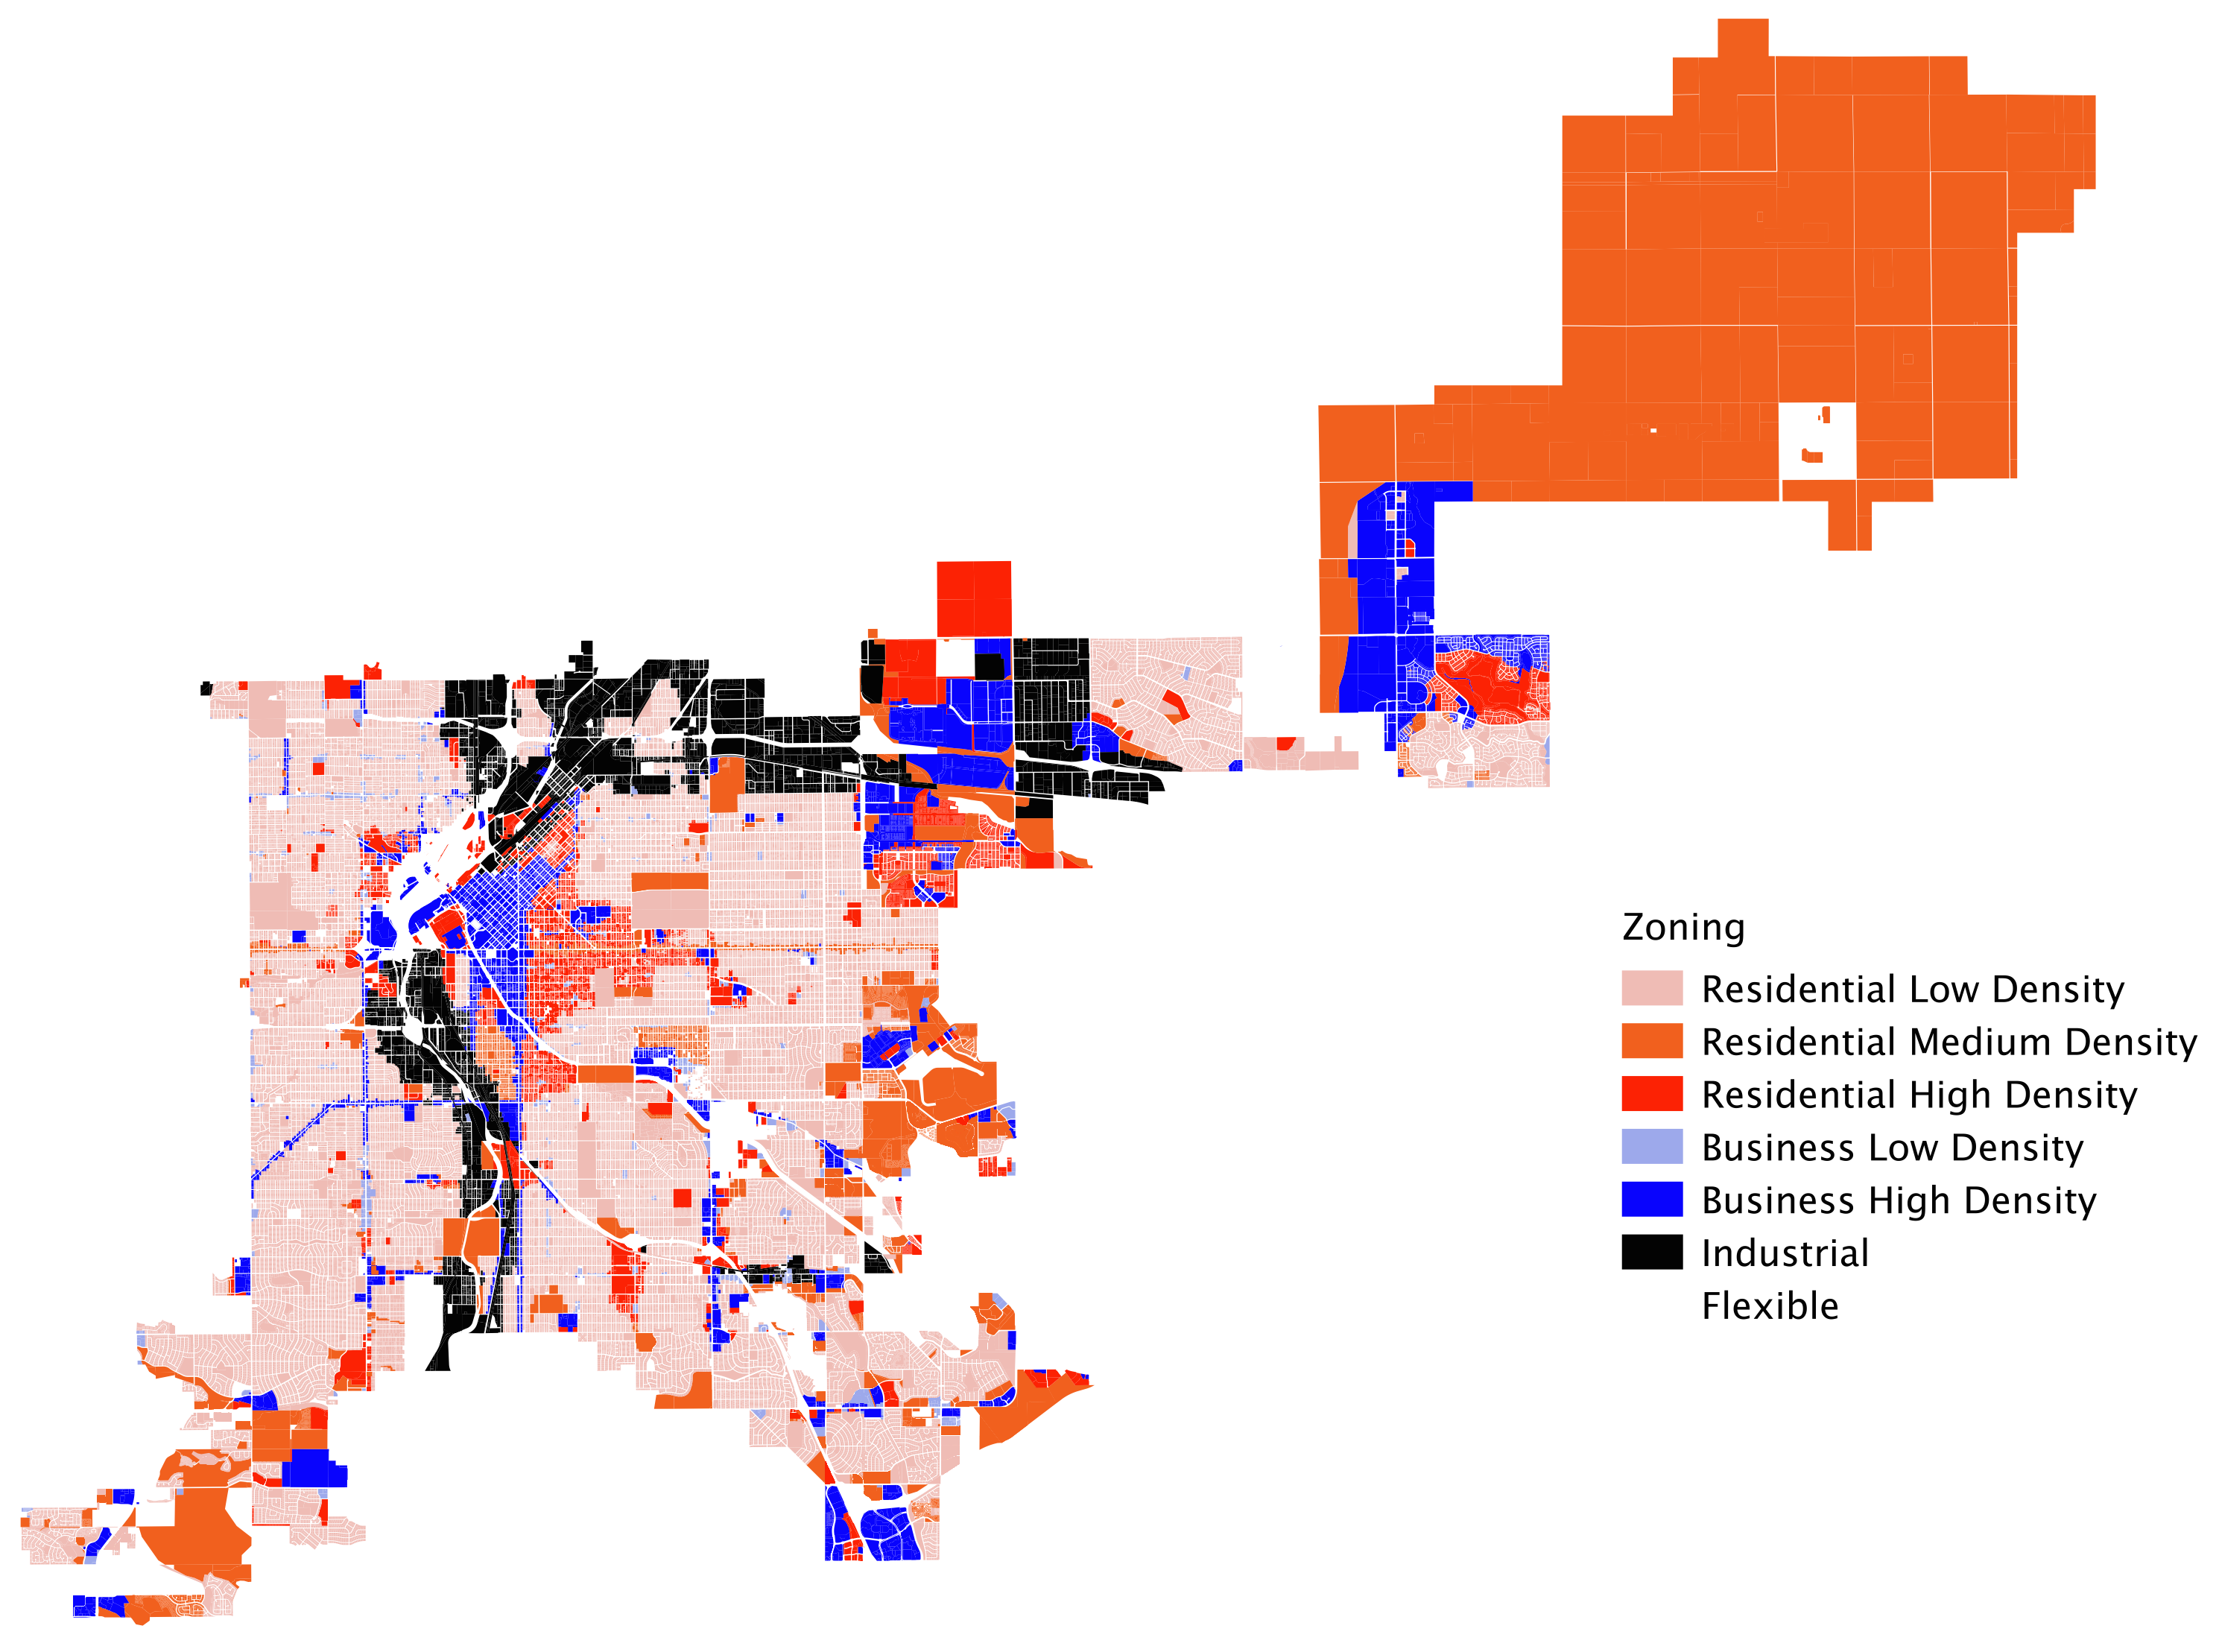 Zoning
Residential Low Density
Residential Medium Density
Residential High Density
Business Low Density
Business High Density
Industrial
Flexible